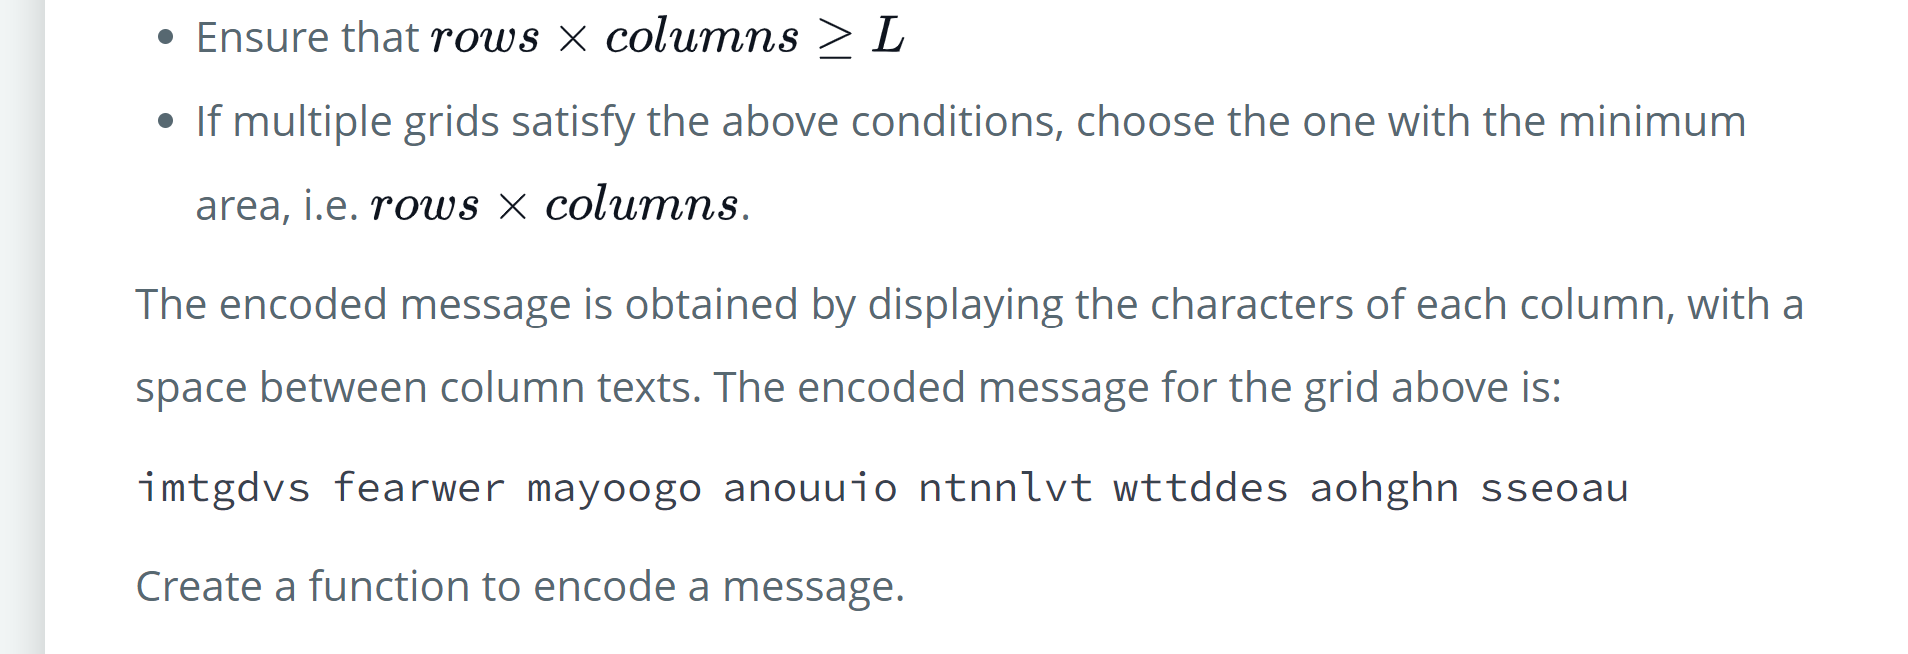 • Ensure that rows × columns ≥ L
• If multiple grids satisfy the above conditions, choose the one with the minimum
area, i.e. rows × columns.
The encoded message is obtained by displaying the characters of each column, with a
space between column texts. The encoded message for the grid above is:
imtgdvs fearwer mayoogo anouuio ntnnlvt wttddes aohghn sseoau
Create a function to encode a message.